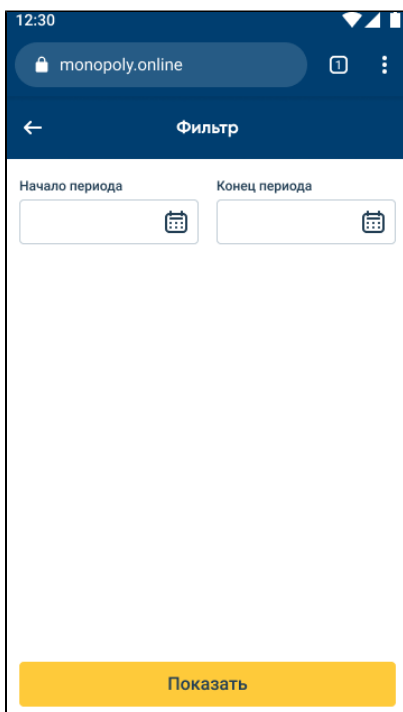 12:30
monopoly.online 1
Фильтр
Начало периода Конец периода
Показать